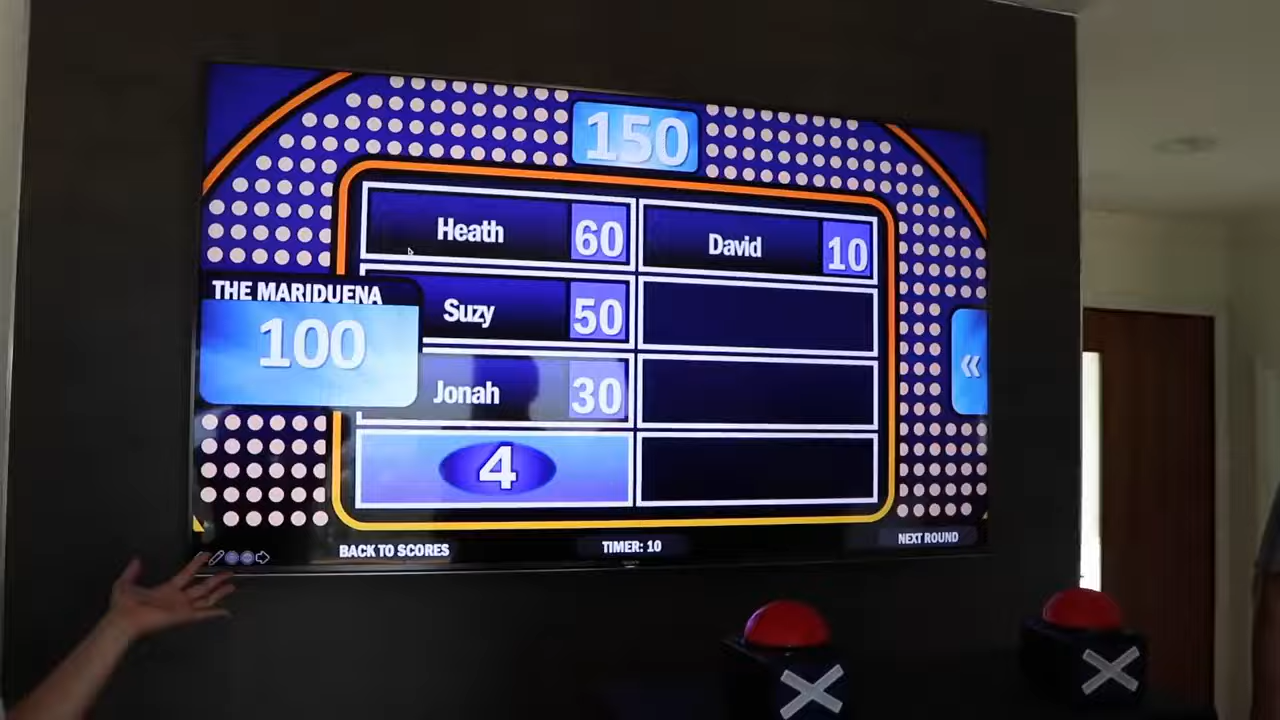 150
Heath 60
David 10
THE MARIDUENA
100
Suzy 50
Jonah 30
4
«
BACK TO SCORES
TIMER: 10
NEXT ROUND